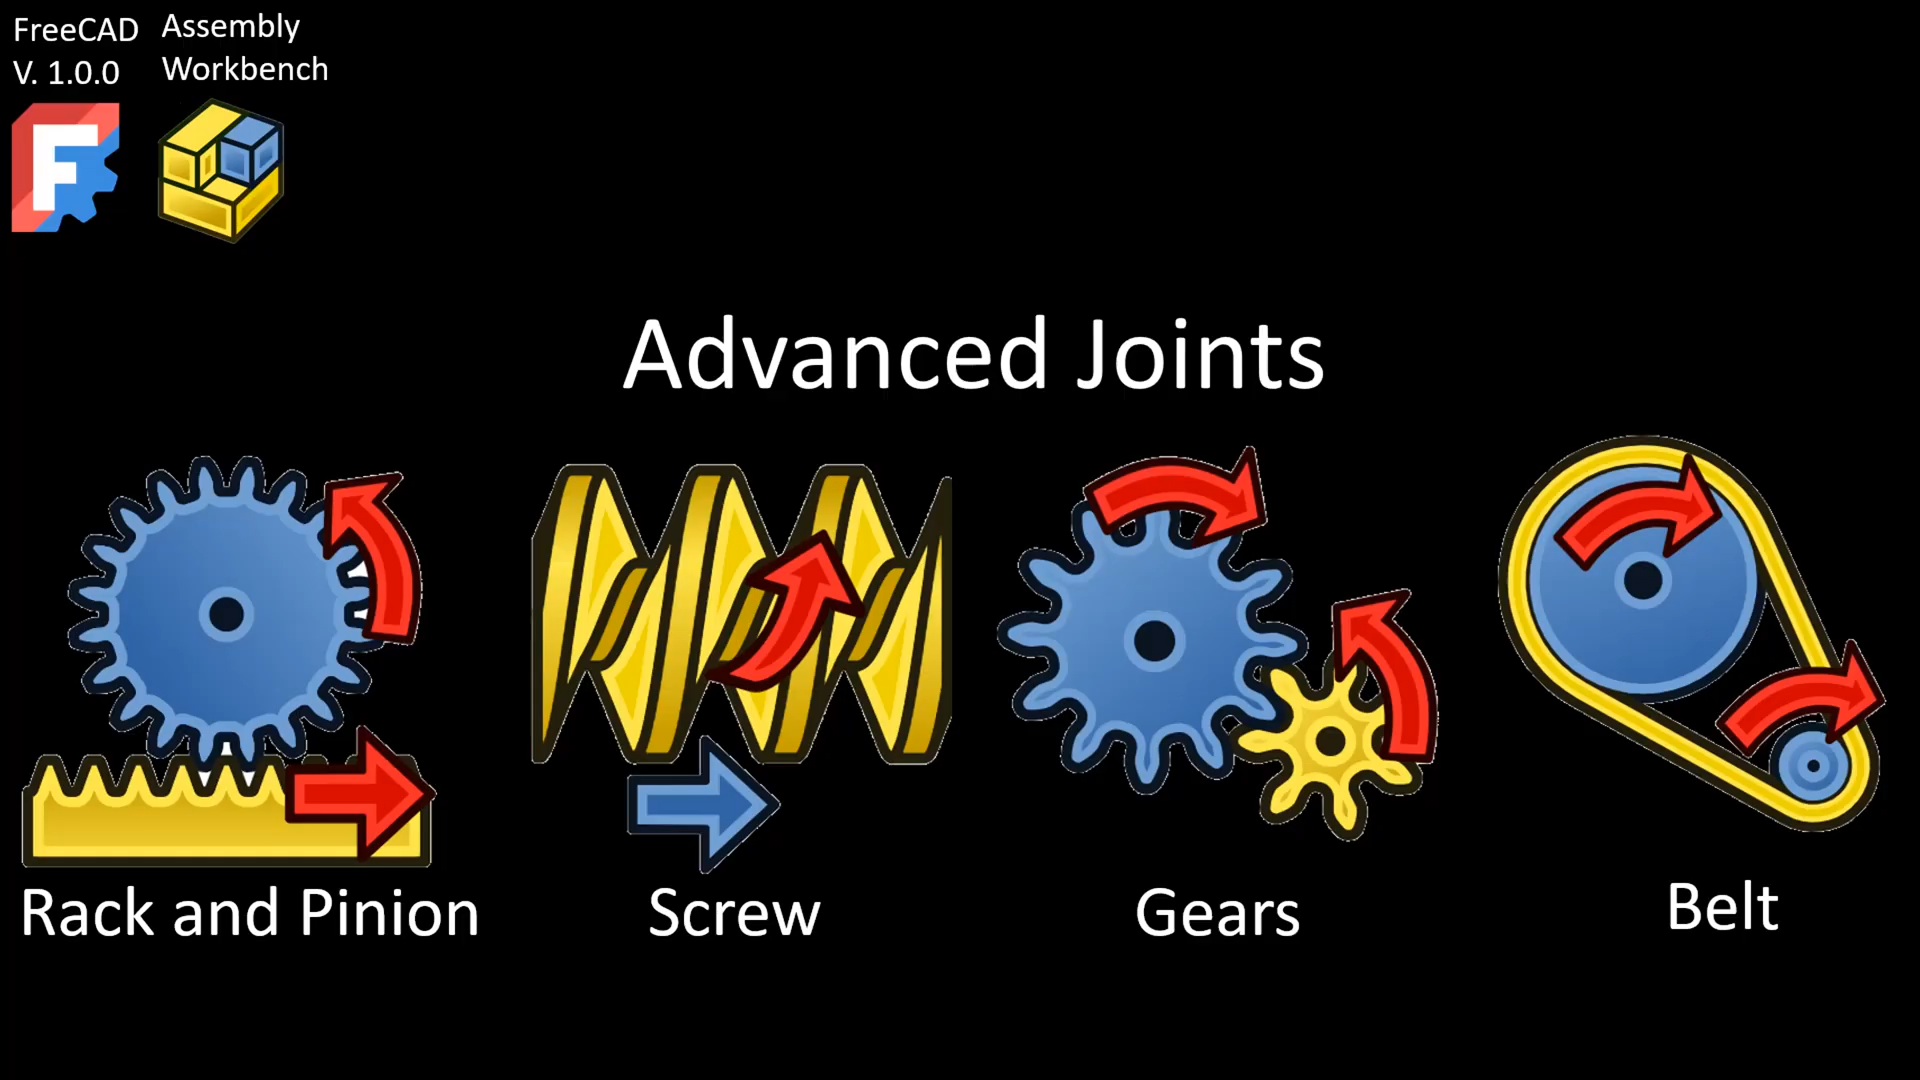 FreeCAD
V. 1.0.0
Assembly
Workbench
F
Advanced Joints
Rack and Pinion
Screw
Gears
Belt